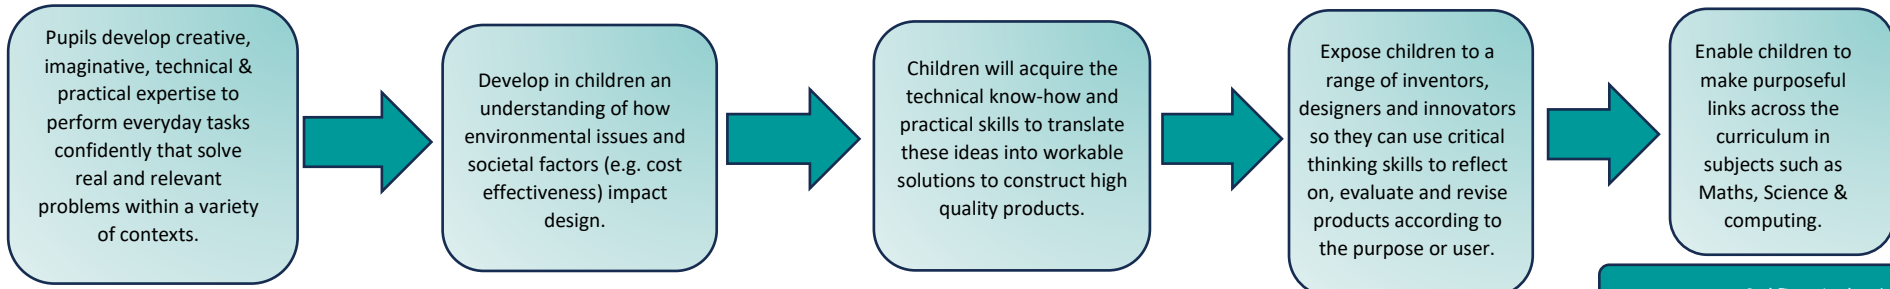 Pupils develop creative,
imaginative, technical &
practical expertise to
perform everyday tasks
confidently that solve
real and relevant
problems within a variety
of contexts.
Develop in children an
understanding of how
environmental issues and
societal factors (e.g. cost
effectiveness) impact
design.
Children will acquire the
technical know-how and
practical skills to translate
these ideas into workable
solutions to construct high
quality products.
Expose children to a
range of inventors,
designers and innovators
so they can use critical
thinking skills to reflect
on, evaluate and revise
products according to
the purpose or user.
Enable children to
make purposeful
links across the
curriculum in
subjects such as
Maths, Science &
computing.